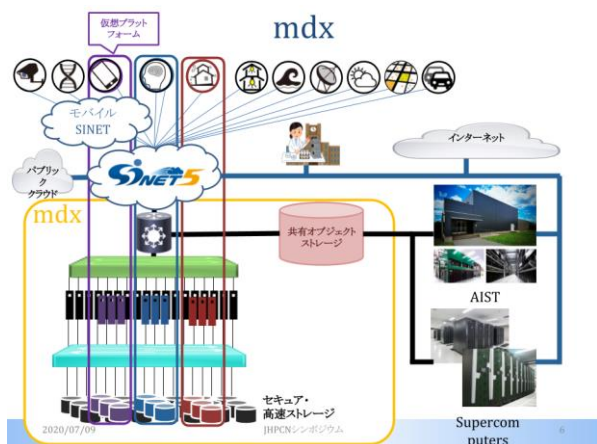 仮想プラット
フォーム
mdx
モバイル
SINET
インターネット
パブリッ
ク
クラウド
SINET5
mdx
共有オブジェクト
ストレージ
AIST
セキュア・
高速ストレージ
2020/07/09
JHPCNシンポジウム
Supercom
puters
6